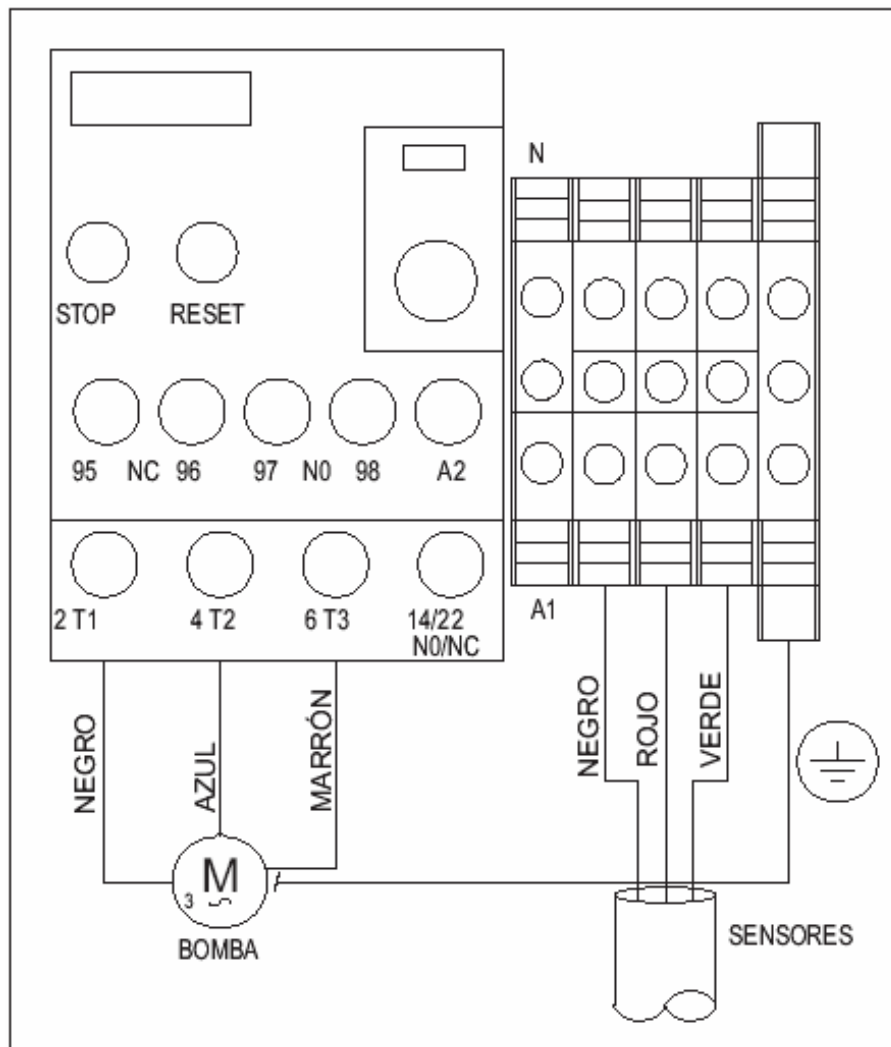 N
STOP RESET
95 NC 96 97 N0 98 A2
2 T1 4 T2 6 T3 14/22
N0/NC
A1
NEGRO
AZUL
MARRÓN
NEGRO
ROJO
VERDE
M
3
BOMBA
SENSORES